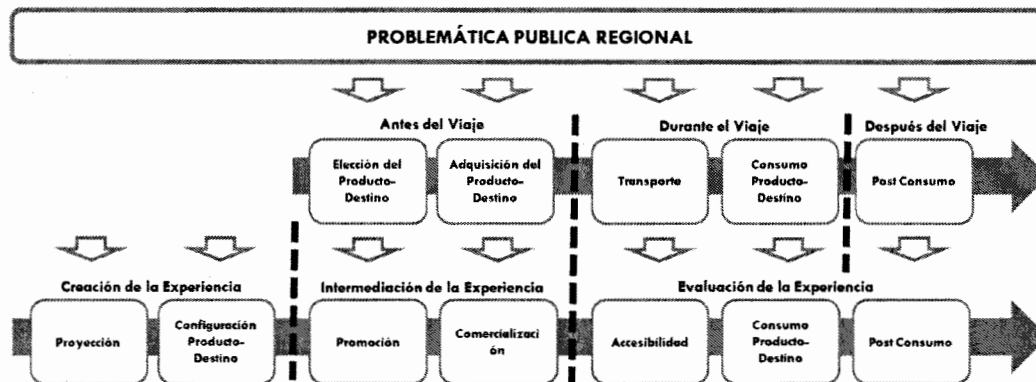 PROBLEMÁTICA PUBLICA REGIONAL
Antes del Viaje
Durante el Viaje
Después del Viaje
Elección del
Producto-
Destino
Adquisición del
Producto-
Destino
Transporte
Consumo
Producto-
Destino
Post Consumo
Creación de la Experiencia
Intermediación de la Experiencia
Evaluación de la Experiencia
Proyección
Configuración
Producto-
Destino
Promoción
Comercializaci
ón
Accesibilidad
Consumo
Producto-
Destino
Post Consumo